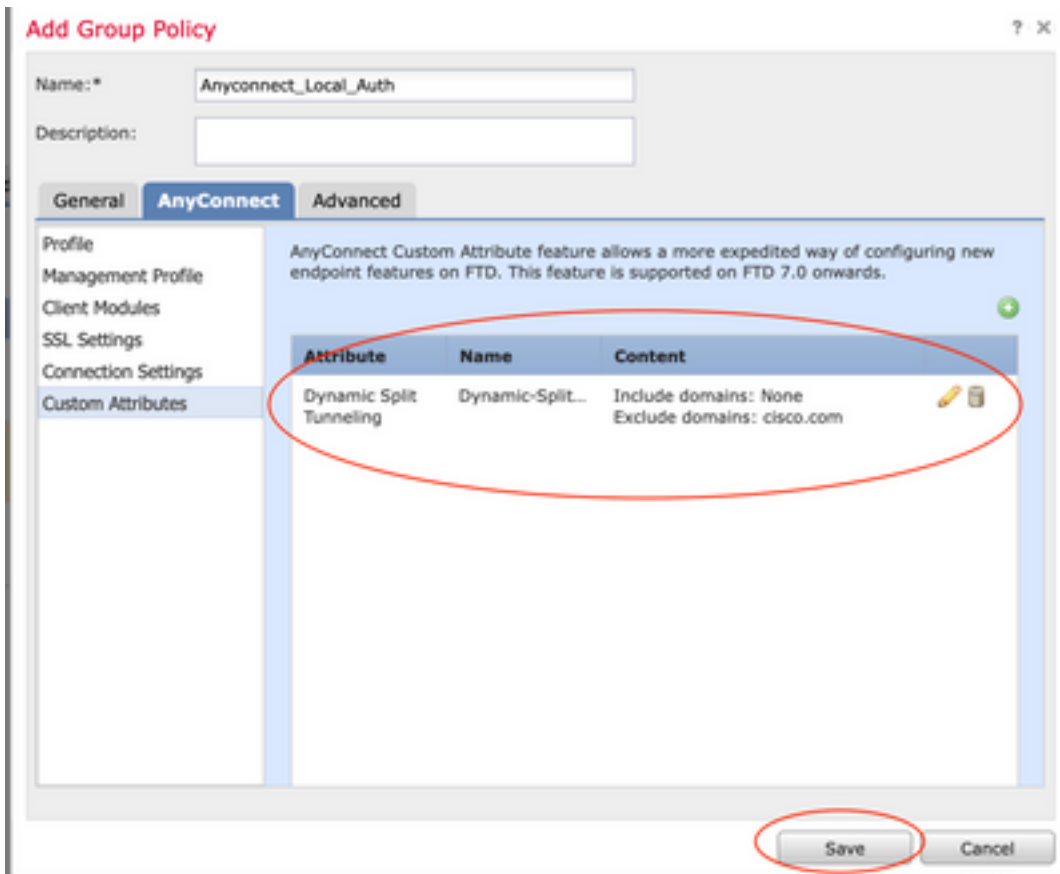 Add Group Policy
? X
Name:* Anyconnect_Local_Auth
Description:
General AnyConnect Advanced
Profile
Management Profile
Client Modules
SSL Settings
Connection Settings
Custom Attributes
AnyConnect Custom Attribute feature allows a more expedited way of configuring new
endpoint features on FTD. This feature is supported on FTD 7.0 onwards.
Attribute Name Content
Dynamic Split Dynamic-Split... Include domains: None
Tunneling Exclude domains: cisco.com
Save Cancel